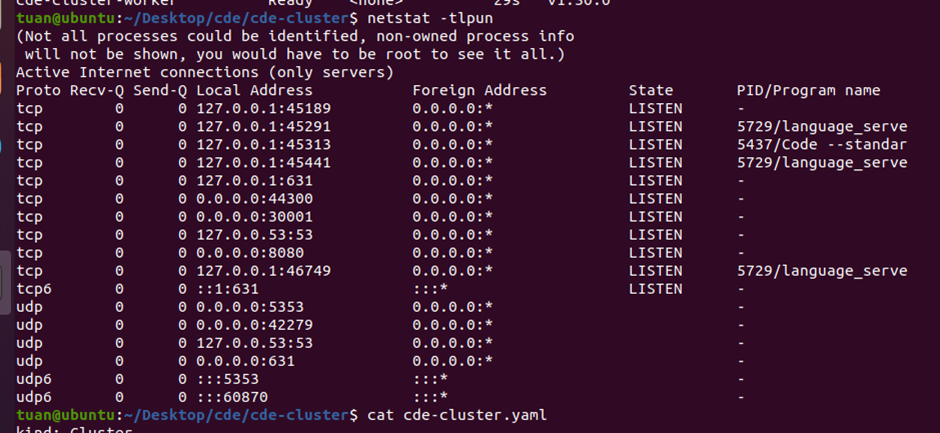 cde-cluster-worker Ready <none> 29s v1.30.0
tuan@ubuntu:~/Desktop/cde/cde-cluster$ netstat -tlpun
(Not all processes could be identified, non-owned process info
 will not be shown, you would have to be root to see it all.)
Active Internet connections (only servers)
Proto Recv-Q Send-Q Local Address Foreign Address State PID/Program name
tcp 0 0 127.0.0.1:45189 0.0.0.0:* LISTEN -
tcp 0 0 127.0.0.1:45291 0.0.0.0:* LISTEN 5729/language_serve
tcp 0 0 127.0.0.1:45313 0.0.0.0:* LISTEN 5437/Code --standar
tcp 0 0 127.0.0.1:45441 0.0.0.0:* LISTEN 5729/language_serve
tcp 0 0 127.0.0.1:631 0.0.0.0:* LISTEN -
tcp 0 0 0.0.0.0:44300 0.0.0.0:* LISTEN -
tcp 0 0 0.0.0.0:30001 0.0.0.0:* LISTEN -
tcp 0 0 127.0.0.53:53 0.0.0.0:* LISTEN -
tcp 0 0 0.0.0.0:8080 0.0.0.0:* LISTEN -
tcp 0 0 127.0.0.1:46749 0.0.0.0:* LISTEN 5729/language_serve
tcp6 0 0 ::1:631 :::* LISTEN -
udp 0 0 0.0.0.0:5353 0.0.0.0:* -
udp 0 0 0.0.0.0:42279 0.0.0.0:* -
udp 0 0 127.0.0.53:53 0.0.0.0:* -
udp 0 0 0.0.0.0:631 0.0.0.0:* -
udp6 0 0 :::5353 :::* -
udp6 0 0 :::60870 :::* -
tuan@ubuntu:~/Desktop/cde/cde-cluster$ cat cde-cluster.yaml
kind: Cluster